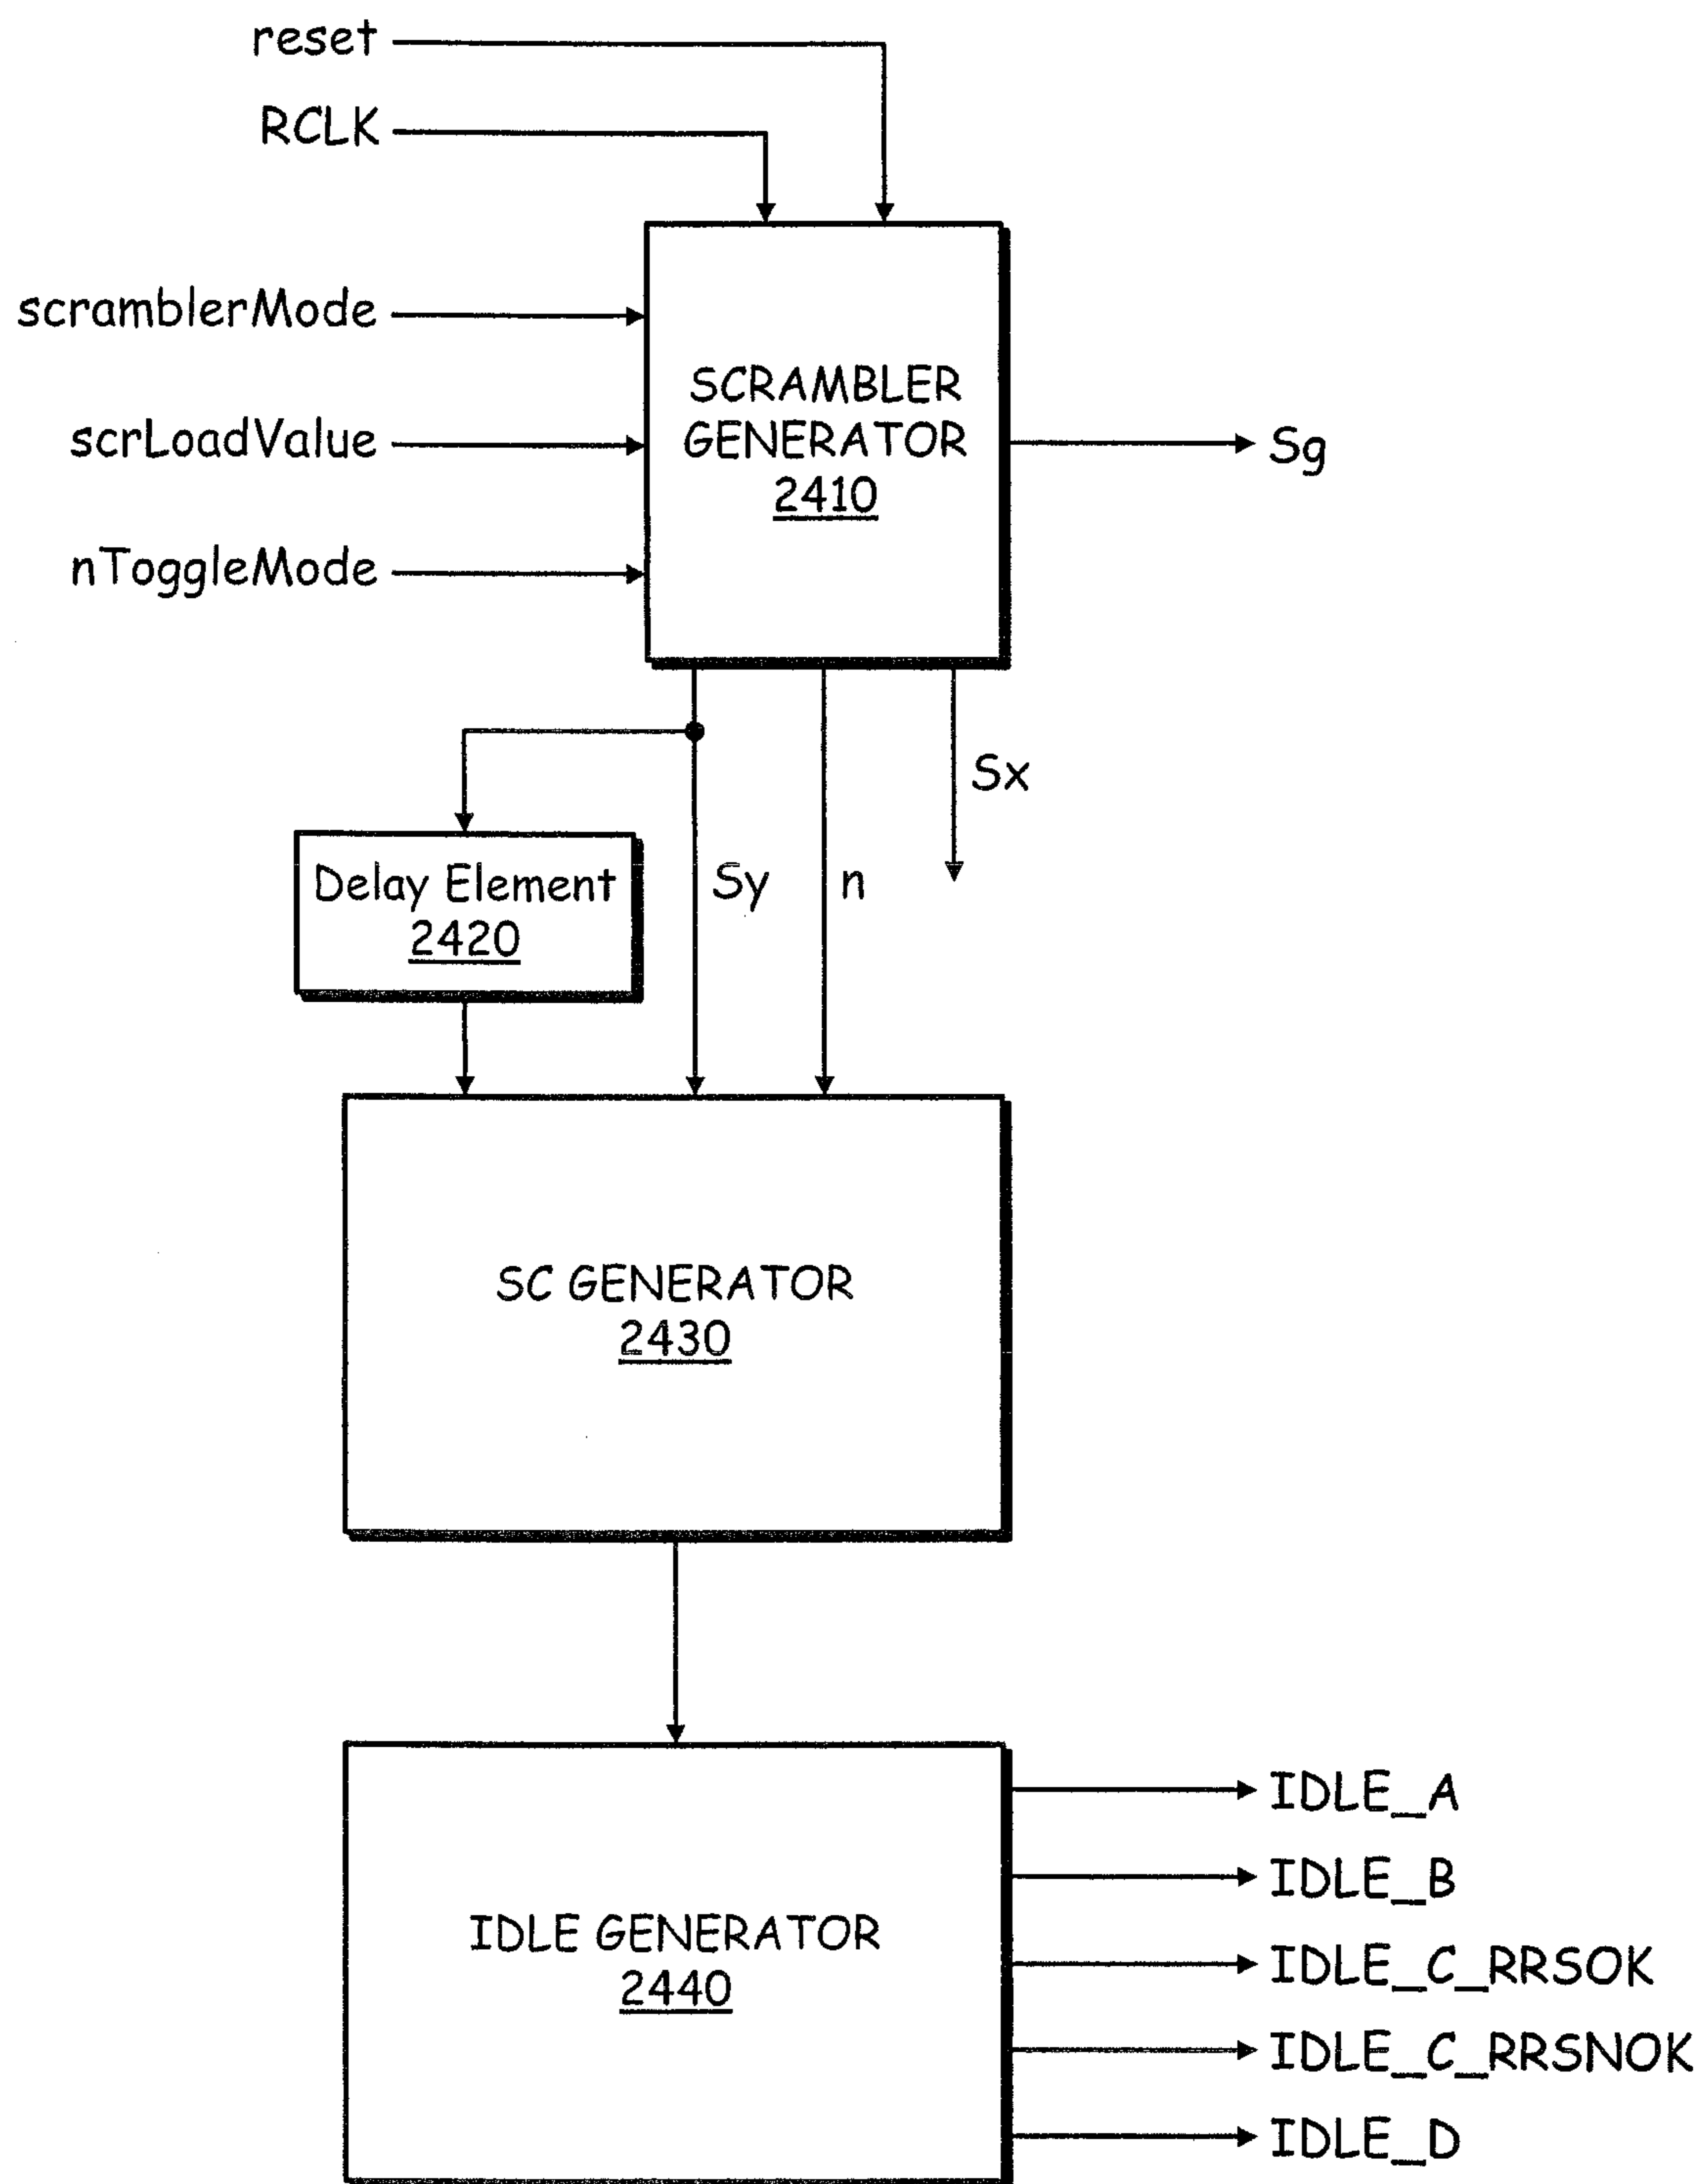 reset
RCLK
scramblerMode
scrLoadValue
nToggleMode
SCRAMBLER
GENERATOR
2410
Sg
Sx
Delay Element
2420
Sy
n
SC GENERATOR
2430
IDLE GENERATOR
2440
IDLE_A
IDLE_B
IDLE_C_RRSOK
IDLE_C_RRSNOK
IDLE_D